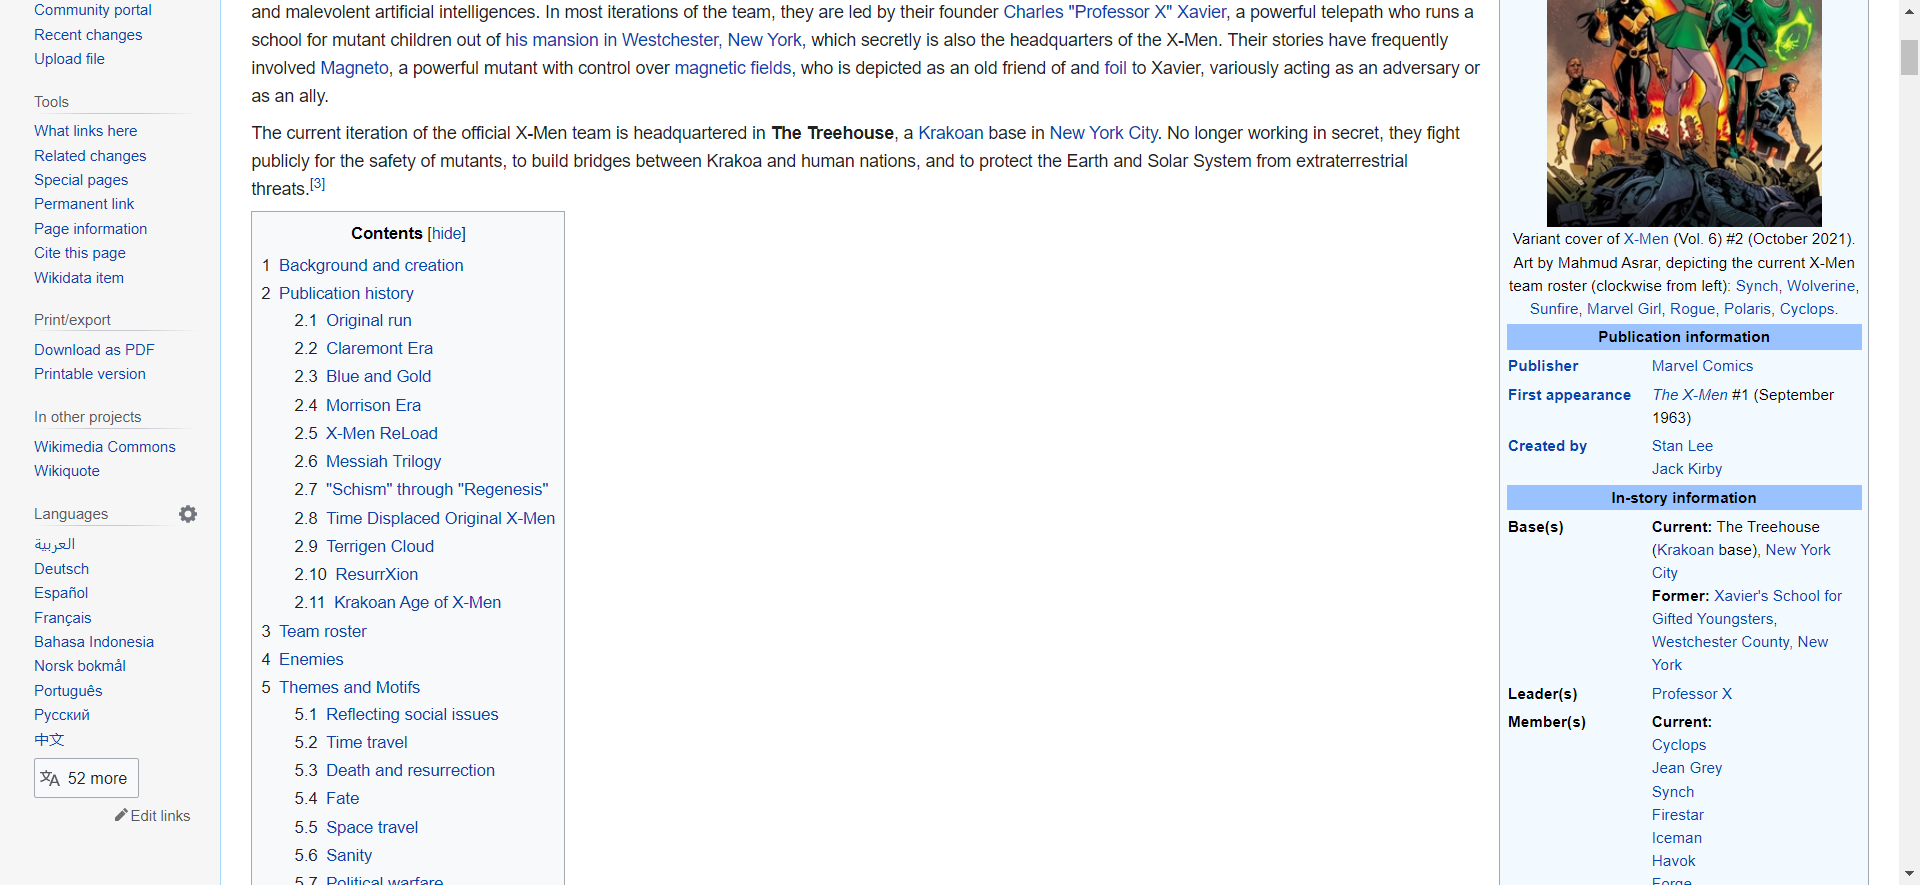 Community portal
Recent changes
Upload file
Tools
What links here
Related changes
Special pages
Permanent link
Page information
Cite this page
Wikidata item
Print/export
Download as PDF
Printable version
In other projects
Wikimedia Commons
Wikiquote
Languages
العربية
Deutsch
Español
Français
Bahasa Indonesia
Norsk bokmål
Português
Русский
中文
52 more
Edit links
and malevolent artificial intelligences. In most iterations of the team, they are led by their founder Charles "Professor X" Xavier, a powerful telepath who runs a
school for mutant children out of his mansion in Westchester, New York, which secretly is also the headquarters of the X-Men. Their stories have frequently
involved Magneto, a powerful mutant with control over magnetic fields, who is depicted as an old friend of and foil to Xavier, variously acting as an adversary or
as an ally.
The current iteration of the official X-Men team is headquartered in The Treehouse, a Krakoan base in New York City. No longer working in secret, they fight
publicly for the safety of mutants, to build bridges between Krakoa and human nations, and to protect the Earth and Solar System from extraterrestrial
threats.[3]
Contents [hide]
1 Background and creation
2 Publication history
2.1 Original run
2.2 Claremont Era
2.3 Blue and Gold
2.4 Morrison Era
2.5 X-Men ReLoad
2.6 Messiah Trilogy
2.7 "Schism" through "Regenesis"
2.8 Time Displaced Original X-Men
2.9 Terrigen Cloud
2.10 ResurrXion
2.11 Krakoan Age of X-Men
3 Team roster
4 Enemies
5 Themes and Motifs
5.1 Reflecting social issues
5.2 Time travel
5.3 Death and resurrection
5.4 Fate
5.5 Space travel
5.6 Sanity
5.7 Political warfare
Variant cover of X-Men (Vol. 6) #2 (October 2021).
Art by Mahmud Asrar, depicting the current X-Men
team roster (clockwise from left): Synch, Wolverine,
Sunfire, Marvel Girl, Rogue, Polaris, Cyclops.
Publication information
Publisher Marvel Comics
First appearance The X-Men #1 (September
1963)
Created by Stan Lee
Jack Kirby
In-story information
Base(s) Current: The Treehouse
(Krakoan base), New York
City
Former: Xavier's School for
Gifted Youngsters,
Westchester County, New
York
Leader(s) Professor X
Member(s) Current:
Cyclops
Jean Grey
Synch
Firestar
Iceman
Havok
Forge